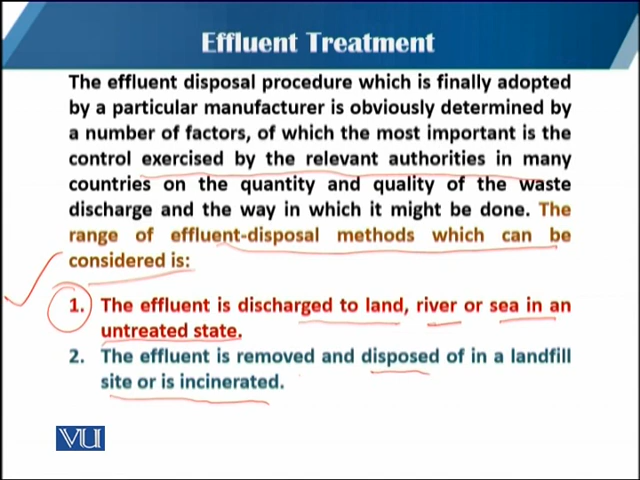 Effluent Treatment
The effluent disposal procedure which is finally adopted
by a particular manufacturer is obviously determined by
a number of factors, of which the most important is the
control exercised by the relevant authorities in many
countries on the quantity and quality of the waste
discharge and the way in which it might be done. The
range of effluent-disposal methods which can be
considered is:
1. The effluent is discharged to land, river or sea in an
untreated state.
2. The effluent is removed and disposed of in a landfill
site or is incinerated.
VU